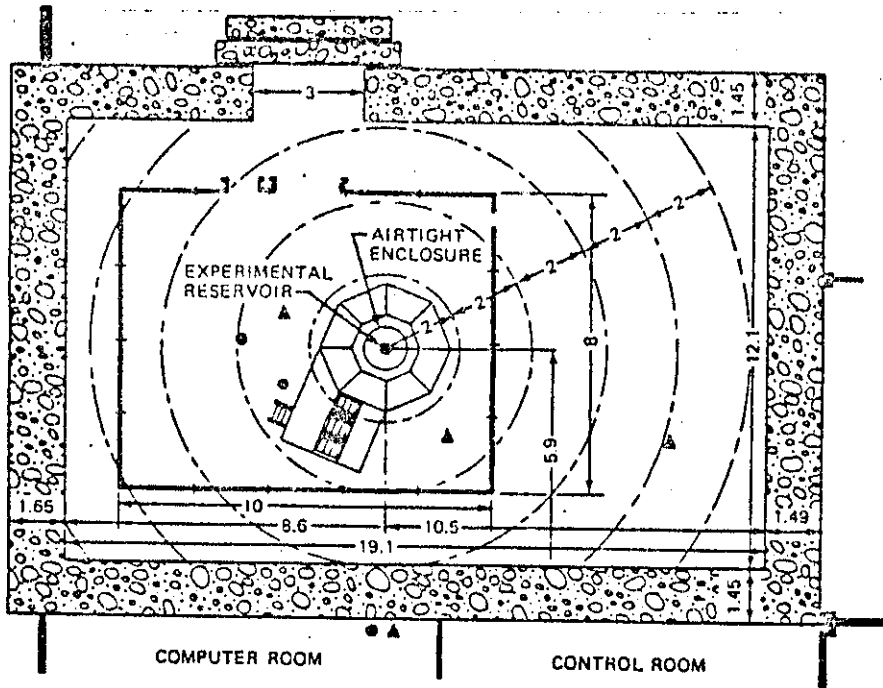 3
1.45
AIRTIGHT
ENCLOSURE
EXPERIMENTAL
RESERVOIR
2
2
2
2
2
8
12.1
5.9
10
1.65
8.6
10.5
1.49
19.1
1.45
COMPUTER ROOM
CONTROL ROOM